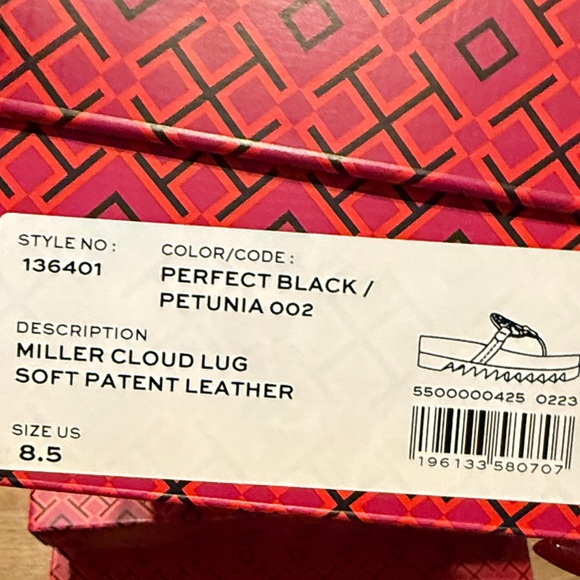 STYLE NO :
136401
COLOR/CODE :
PERFECT BLACK /
PETUNIA 002
DESCRIPTION
MILLER CLOUD LUG
SOFT PATENT LEATHER
SIZE US
8.5
5500000425 0223
196133 580707